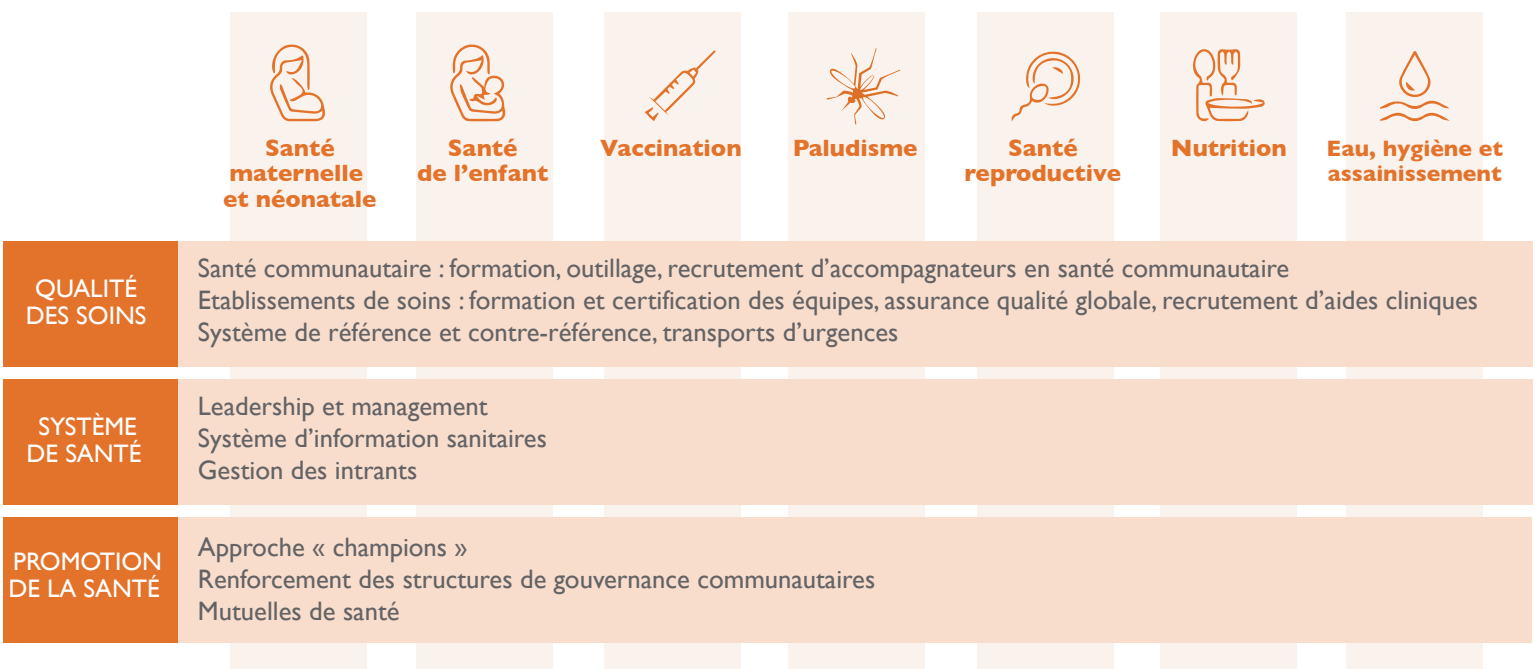 Santé
maternelle
et néonatale
Santé
de l'enfant
Vaccination
Paludisme
Santé
reproductive
Nutrition
Eau, hygiène et
assainissement
QUALITÉ
DES SOINS
Santé communautaire : formation, outillage, recrutement d'accompagnateurs en santé communautaire
Etablissements de soins : formation et certification des équipes, assurance qualité globale, recrutement d'aides cliniques
Système de référence et contre-référence, transports d'urgences
SYSTÈME
DE SANTÉ
Leadership et management
Système d'information sanitaires
Gestion des intrants
PROMOTION
DE LA SANTÉ
Approche « champions »
Renforcement des structures de gouvernance communautaires
Mutuelles de santé